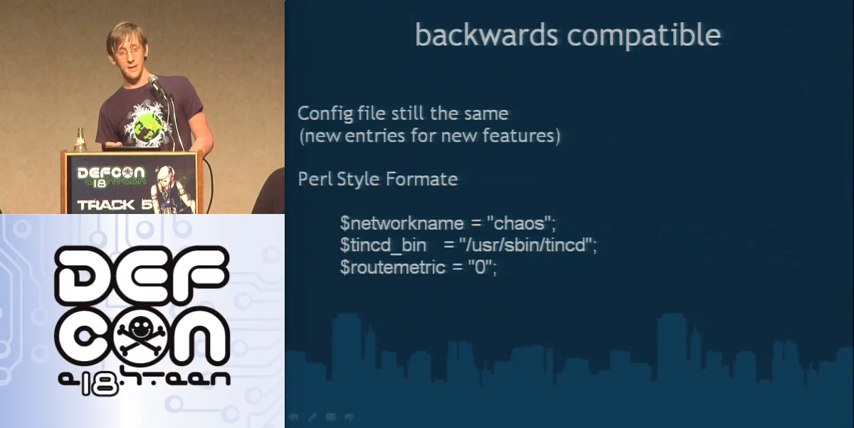 backwards compatible
Config file still the same
(new entries for new features)
Perl Style Formate
$networkname = "chaos";
$tincd_bin = "/usr/sbin/tincd";
$routemetric = "0";
DEFCON
18
TRACK 5
DEF
CON
e18hteen